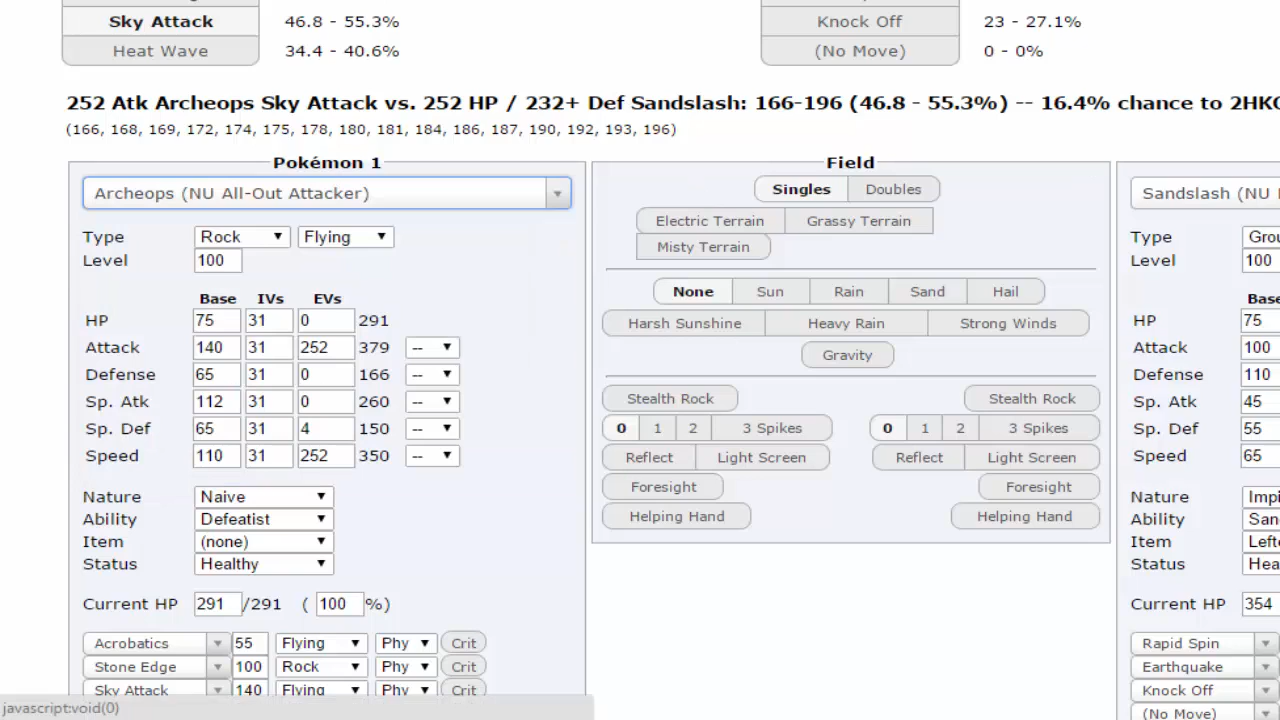 Sky Attack 46.8 - 55.3% Knock Off 23 - 27.1%
Heat Wave 34.4 - 40.6% (No Move) 0 - 0%
252 Atk Archeops Sky Attack vs. 252 HP / 232+ Def Sandslash: 166-196 (46.8 - 55.3%) -- 16.4% chance to 2HKO
(166, 168, 169, 172, 174, 175, 178, 180, 181, 184, 186, 187, 190, 192, 193, 196)
Pokémon 1
Archeops (NU All-Out Attacker)
Type Rock Flying
Level 100
Base IVs EVs
HP 75 31 0 291
Attack 140 31 252 379 --
Defense 65 31 0 166 --
Sp. Atk 112 31 0 260 --
Sp. Def 65 31 4 150 --
Speed 110 31 252 350 --
Nature Naive
Ability Defeatist
Item (none)
Status Healthy
Current HP 291 /291 ( 100 %)
Acrobatics 55 Flying Phy Crit
Stone Edge 100 Rock Phy Crit
Sky Attack 140 Flying Phy Crit
Field
Singles Doubles
Electric Terrain Grassy Terrain
Misty Terrain
None Sun Rain Sand Hail
Harsh Sunshine Heavy Rain Strong Winds
Gravity
Stealth Rock Stealth Rock
0 1 2 3 Spikes 0 1 2 3 Spikes
Reflect Light Screen Reflect Light Screen
Foresight Foresight
Helping Hand Helping Hand
Sandslash (NU
Type Grou
Level 100
Base
HP 75
Attack 100
Defense 110
Sp. Atk 45
Sp. Def 55
Speed 65
Nature Impi
Ability San
Item Left
Status Hea
Current HP 354
Rapid Spin
Earthquake
Knock Off
(No Move)
javascript:void(0)